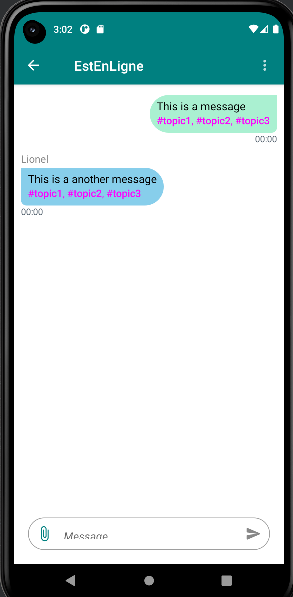 3:02
EstEnLigne
This is a message
#topic1, #topic2, #topic3
00:00
Lionel
This is a another message
#topic1, #topic2, #topic3
00:00
Message